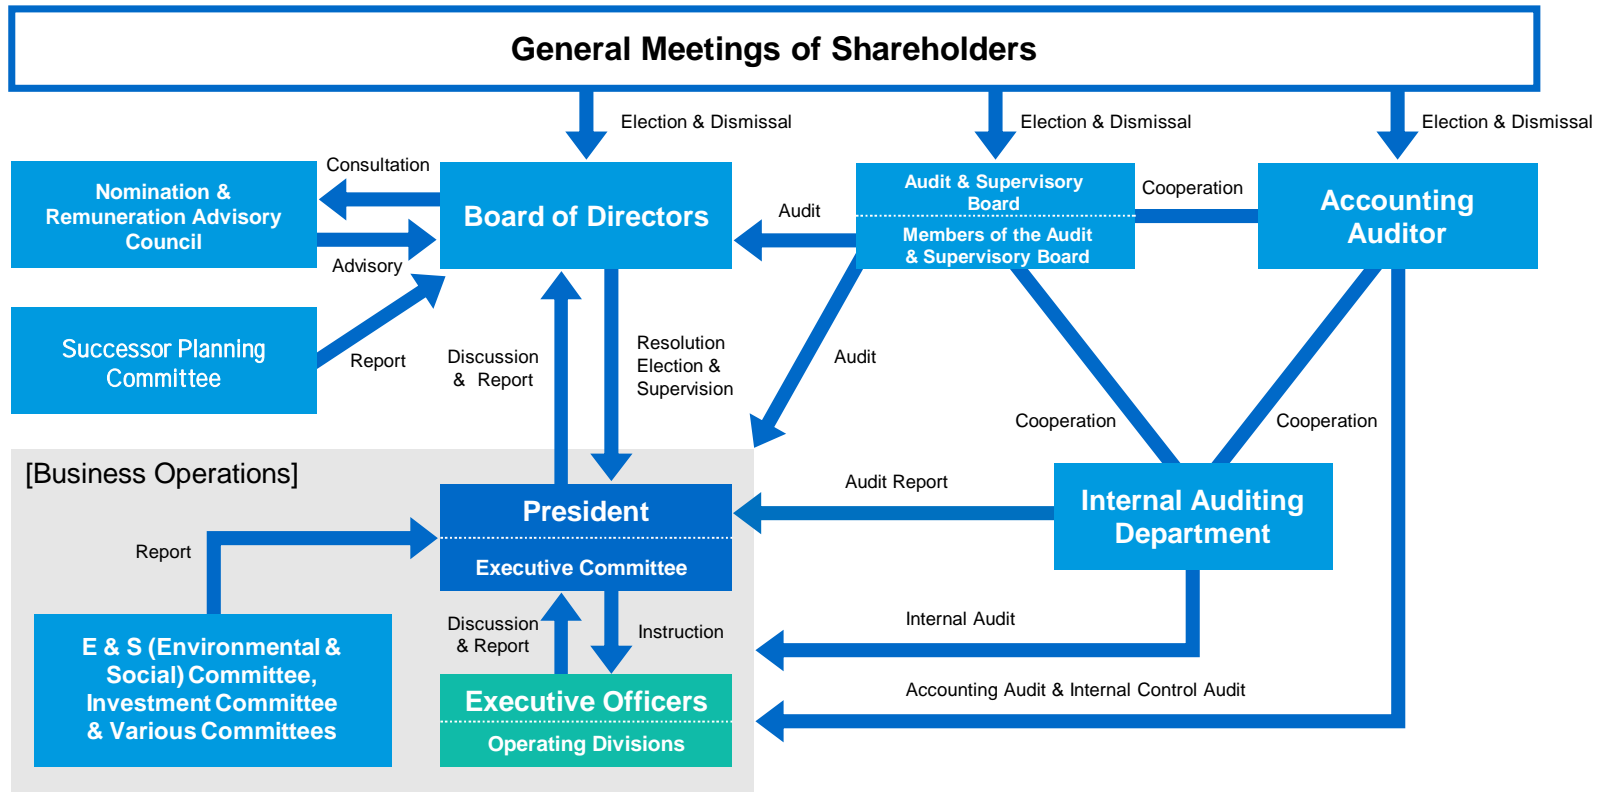 General Meetings of Shareholders
Election & Dismissal
Election & Dismissal
Election & Dismissal
Consultation
Nomination &
Remuneration Advisory
Council
Board of Directors
Audit
Audit & Supervisory
Board
Members of the Audit
& Supervisory Board
Cooperation
Accounting
Auditor
Advisory
Successor Planning
Committee
Report
Discussion
& Report
Resolution
Election &
Supervision
Audit
Cooperation
Cooperation
[Business Operations]
Report
President
Executive Committee
Audit Report
Internal Auditing
Department
E & S (Environmental &
Social) Committee,
Investment Committee
& Various Committees
Discussion
& Report
Instruction
Internal Audit
Executive Officers
Operating Divisions
Accounting Audit & Internal Control Audit